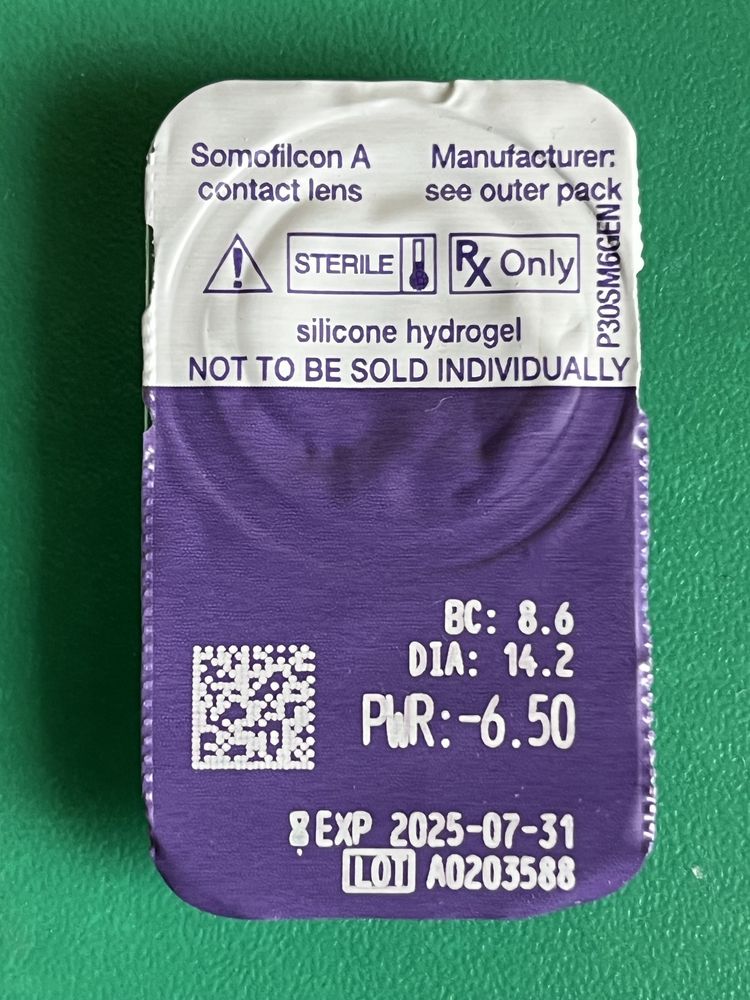 Somofilcon A
contact lens
Manufacturer:
see outer pack
STERILE
Rx Only
P30SM6GEN
silicone hydrogel
NOT TO BE SOLD INDIVIDUALLY
BC: 8.6
DIA: 14.2
PWR:-6.50
EXP 2025-07-31
LOT A0203588